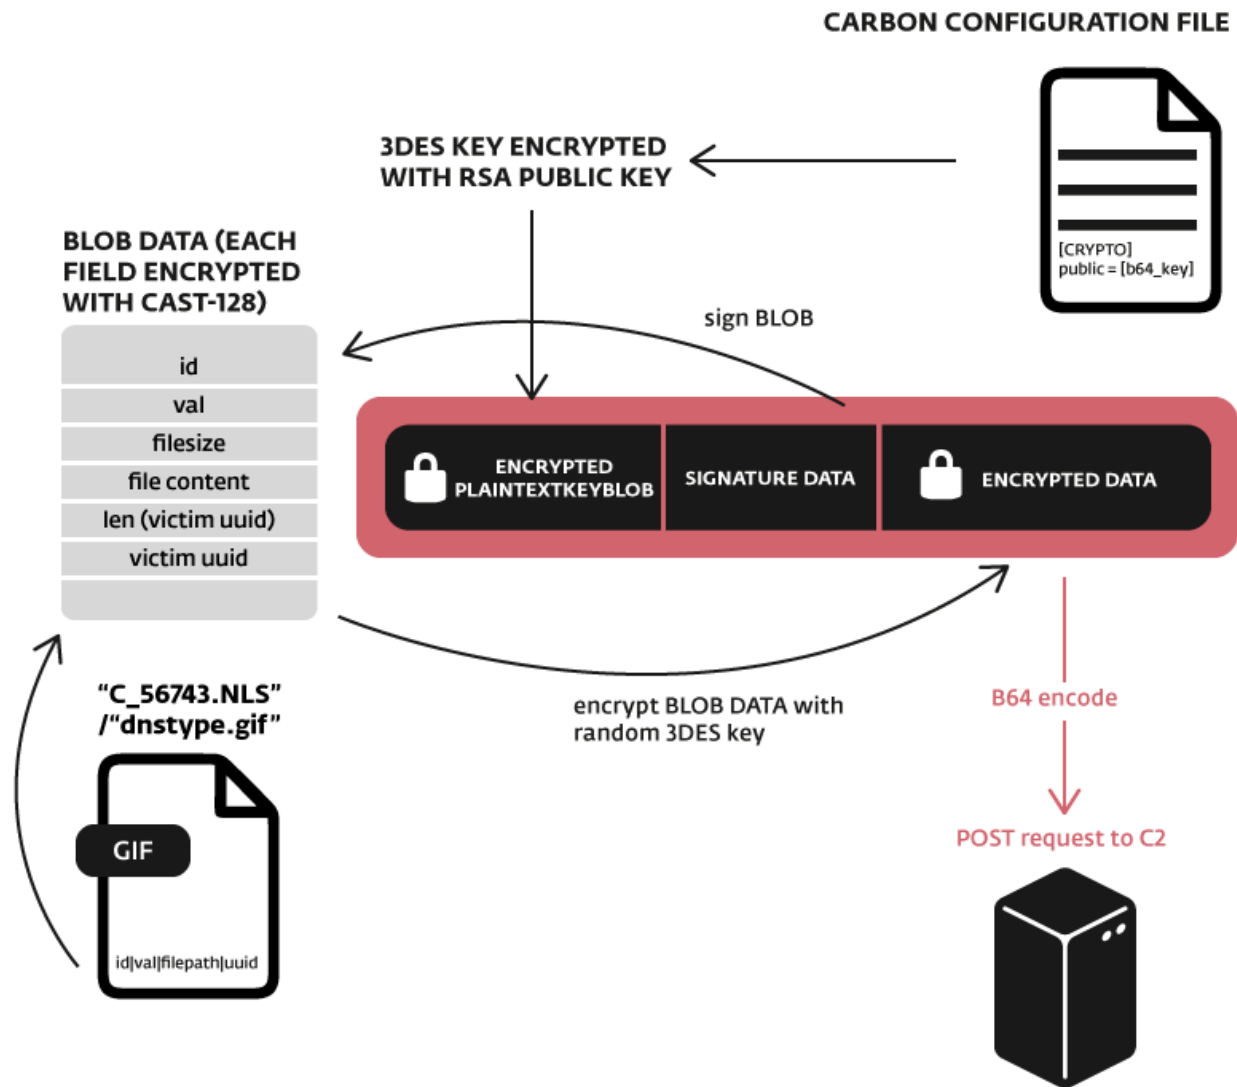 CARBON CONFIGURATION FILE
3DES KEY ENCRYPTED
WITH RSA PUBLIC KEY
[CRYPTO]
public = [b64_key]
BLOB DATA (EACH
FIELD ENCRYPTED
WITH CAST-128)
sign BLOB
id
val
filesize
file content
len (victim uuid)
victim uuid
ENCRYPTED
PLAINTEXTKEYBLOB
SIGNATURE DATA
ENCRYPTED DATA
encrypt BLOB DATA with
random 3DES key
B64 encode
POST request to C2
“C_56743.NLS”
/“dnstype.gif”
GIF
id|val|filepath|uuid